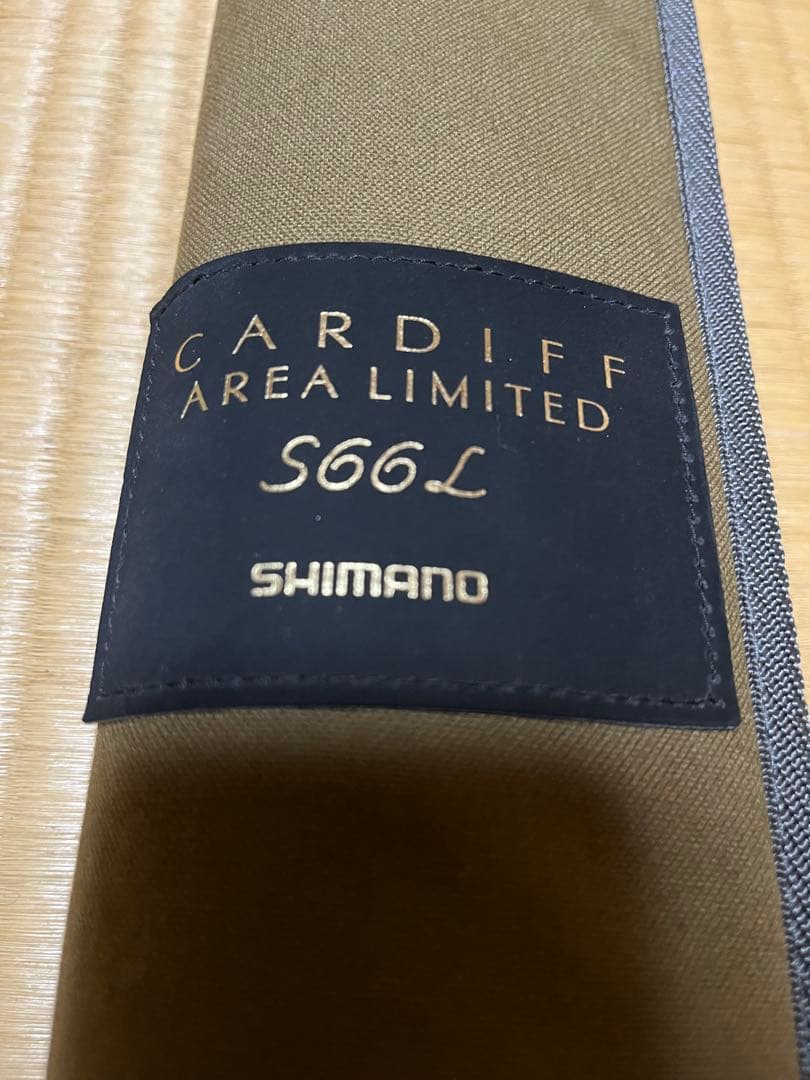 CARDIFF
AREA LIMITED
S66L
SHIMANO